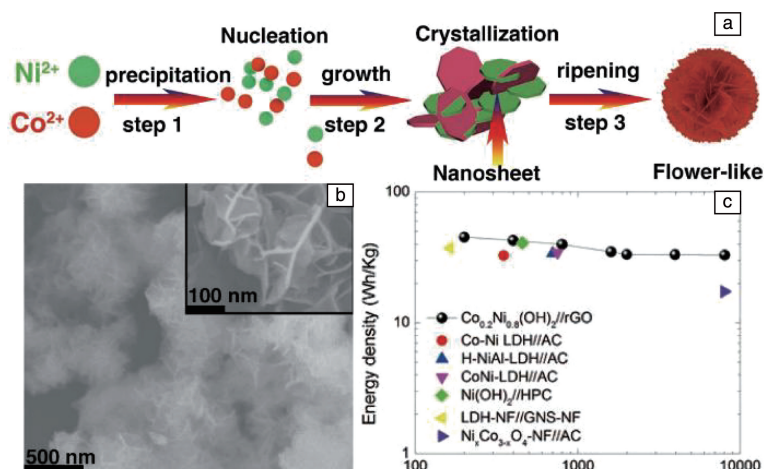 a
Nucleation
Crystallization
Ni²⁺
precipitation
growth
ripening
Co²⁺
step 1
step 2
step 3
Nanosheet
Flower-like
b
100 nm
500 nm
c
100
10
1
Energy density (Wh/Kg)
Co₀.₂Ni₀.₈(OH)₂//rGO
Co-Ni LDH//AC
H-NiAl-LDH//AC
CoNi-LDH//AC
Ni(OH)₂//HPC
LDH-NF//GNS-NF
NiₓCo₃₋ₓO₄-NF//AC
100
1000
10000